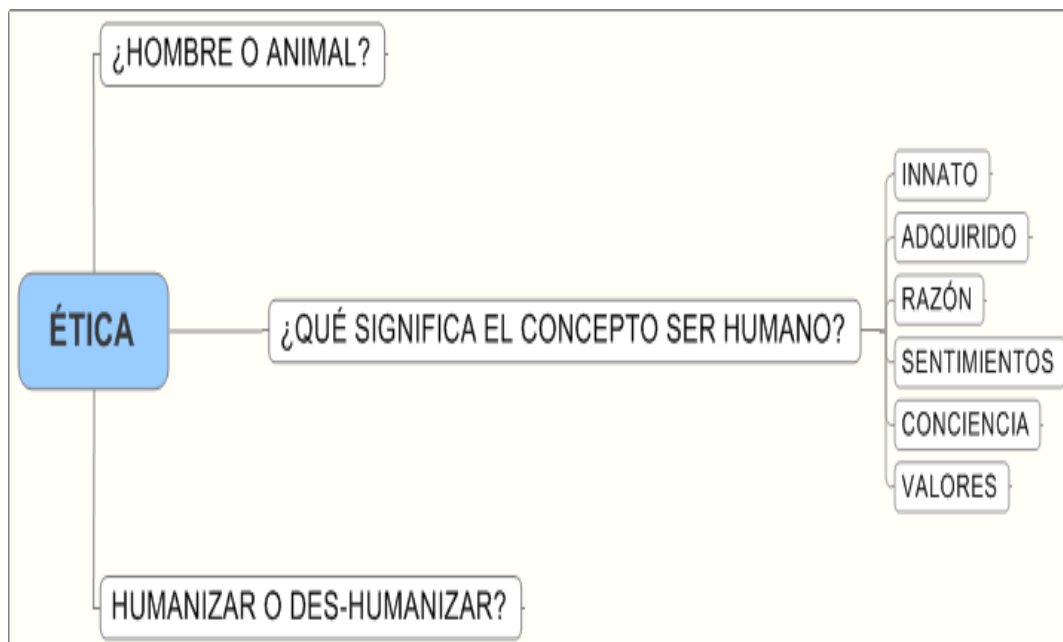 ¿HOMBRE O ANIMAL?
INNATO
ADQUIRIDO
RAZÓN
ÉTICA
¿QUÉ SIGNIFICA EL CONCEPTO SER HUMANO?
SENTIMIENTOS
CONCIENCIA
VALORES
HUMANIZAR O DES-HUMANIZAR?